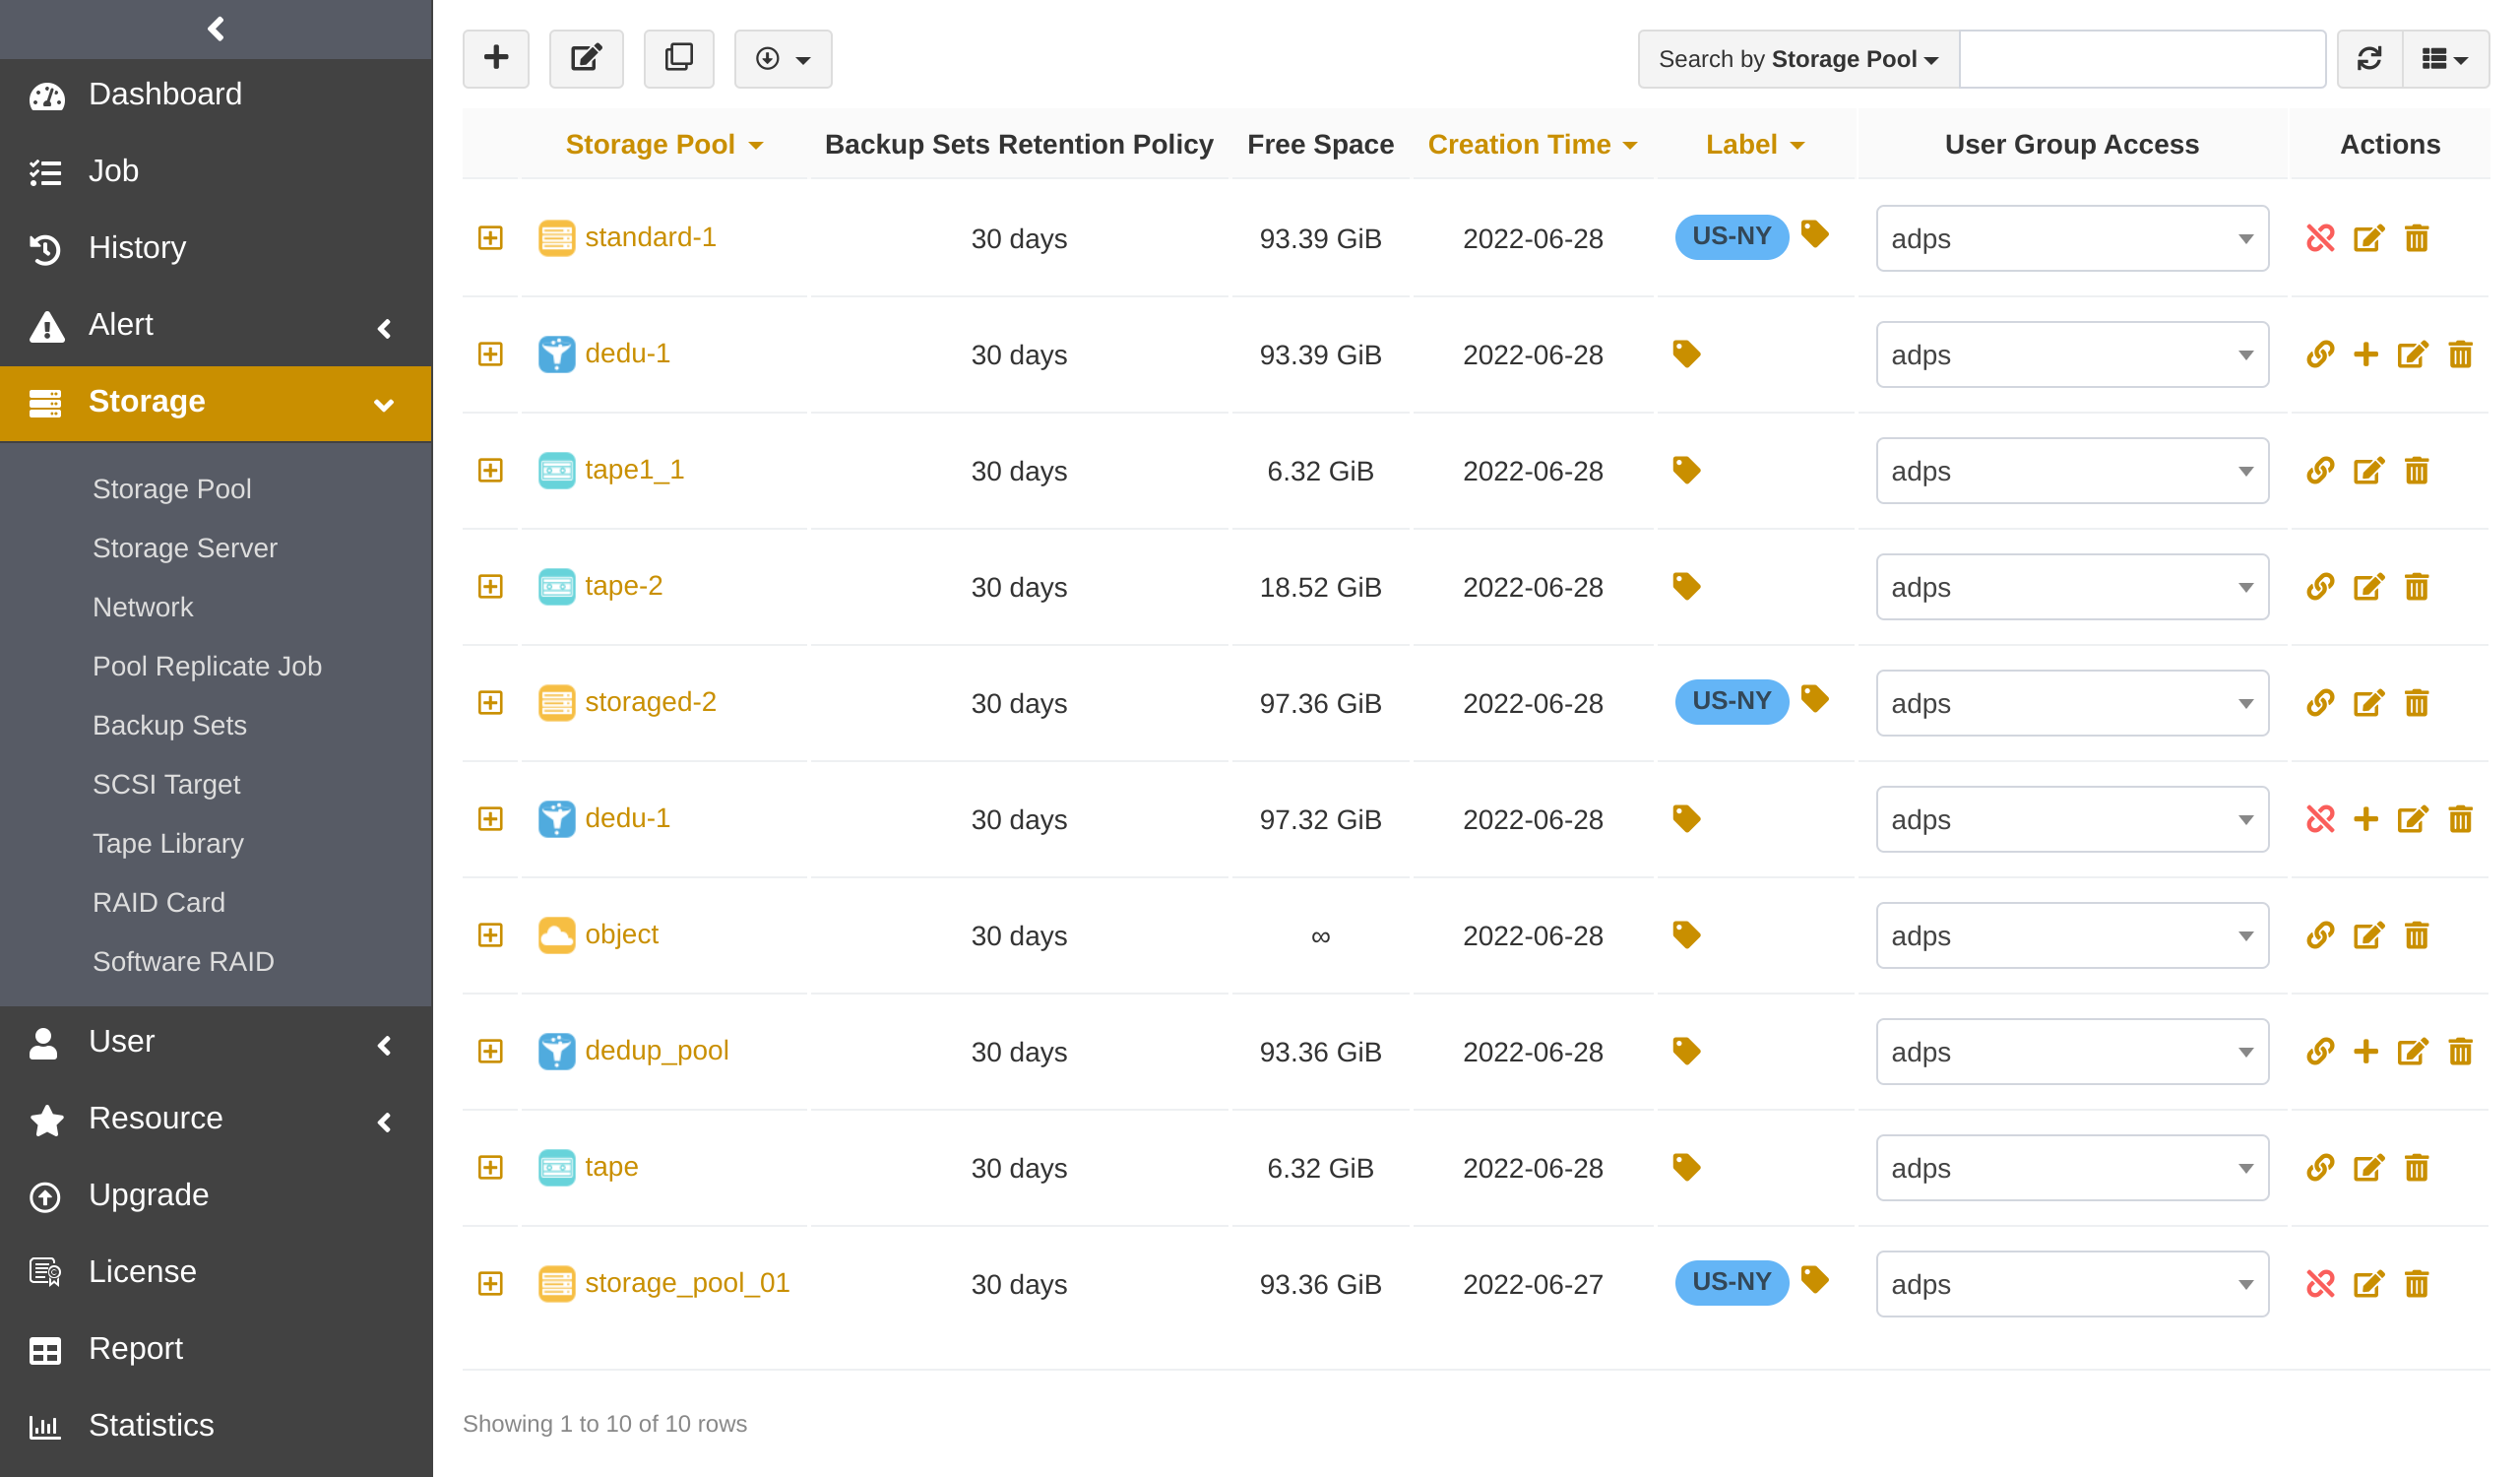 Dashboard
Job
History
Alert
Storage
Storage Pool
Storage Server
Network
Pool Replicate Job
Backup Sets
SCSI Target
Tape Library
RAID Card
Software RAID
User
Resource
Upgrade
License
Report
Statistics
Search by Storage Pool
Storage Pool Backup Sets Retention Policy Free Space Creation Time Label User Group Access Actions
standard-1 30 days 93.39 GiB 2022-06-28 US-NY adps
dedu-1 30 days 93.39 GiB 2022-06-28 adps
tape1_1 30 days 6.32 GiB 2022-06-28 adps
tape-2 30 days 18.52 GiB 2022-06-28 adps
storaged-2 30 days 97.36 GiB 2022-06-28 US-NY adps
dedu-1 30 days 97.32 GiB 2022-06-28 adps
object 30 days ∞ 2022-06-28 adps
dedup_pool 30 days 93.36 GiB 2022-06-28 adps
tape 30 days 6.32 GiB 2022-06-28 adps
storage_pool_01 30 days 93.36 GiB 2022-06-27 US-NY adps
Showing 1 to 10 of 10 rows